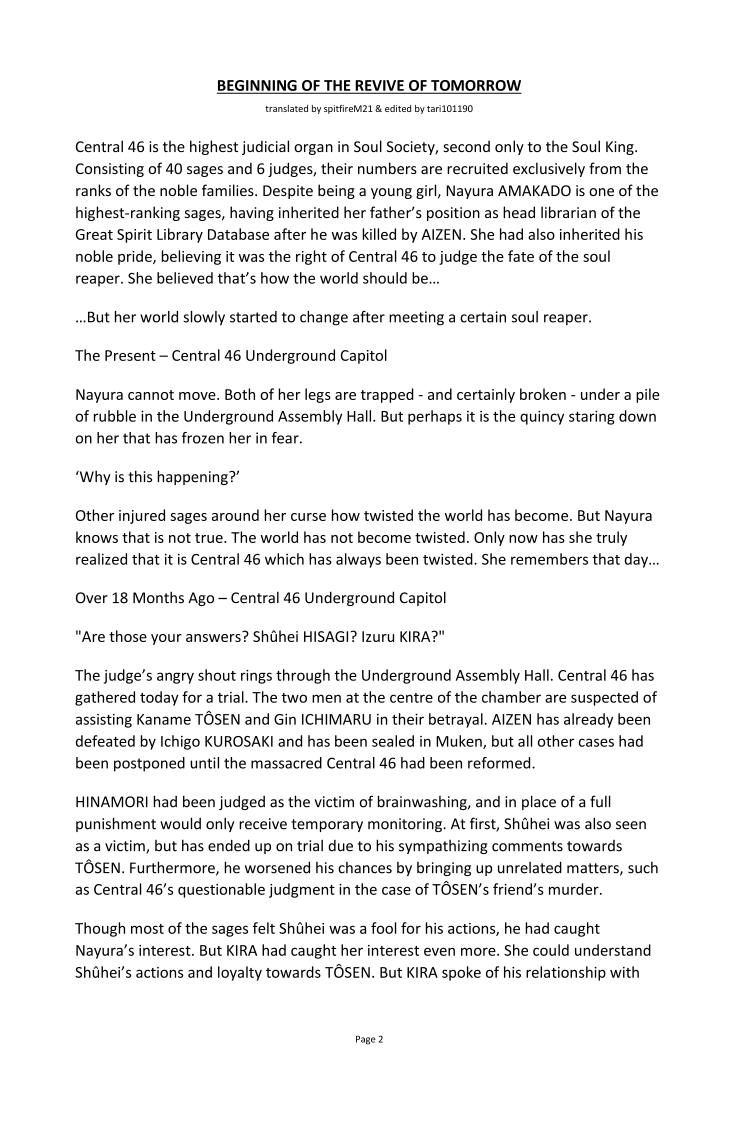 BEGINNING OF THE REVIVE OF TOMORROW
translated by spitfireM21 & edited by tari101190
Central 46 is the highest judicial organ in Soul Society, second only to the Soul King.
Consisting of 40 sages and 6 judges, their numbers are recruited exclusively from the
ranks of the noble families. Despite being a young girl, Nayura AMAKADO is one of the
highest-ranking sages, having inherited her father’s position as head librarian of the
Great Spirit Library Database after he was killed by AIZEN. She had also inherited his
noble pride, believing it was the right of Central 46 to judge the fate of the soul
reaper. She believed that’s how the world should be…
…But her world slowly started to change after meeting a certain soul reaper.
The Present – Central 46 Underground Capitol
Nayura cannot move. Both of her legs are trapped - and certainly broken - under a pile
of rubble in the Underground Assembly Hall. But perhaps it is the quincy staring down
on her that has frozen her in fear.
‘Why is this happening?’
Other injured sages around her curse how twisted the world has become. But Nayura
knows that is not true. The world has not become twisted. Only now has she truly
realized that it is Central 46 which has always been twisted. She remembers that day…
Over 18 Months Ago – Central 46 Underground Capitol
"Are those your answers? Shûhei HISAGI? Izuru KIRA?"
The judge’s angry shout rings through the Underground Assembly Hall. Central 46 has
gathered today for a trial. The two men at the centre of the chamber are suspected of
assisting Kaname TÔSEN and Gin ICHIMARU in their betrayal. AIZEN has already been
defeated by Ichigo KUROSAKI and has been sealed in Muken, but all other cases had
been postponed until the massacred Central 46 had been reformed.
HINAMORI had been judged as the victim of brainwashing, and in place of a full
punishment would only receive temporary monitoring. At first, Shûhei was also seen
as a victim, but has ended up on trial due to his sympathizing comments towards
TÔSEN. Furthermore, he worsened his chances by bringing up unrelated matters, such
as Central 46’s questionable judgment in the case of TÔSEN’s friend’s murder.
Though most of the sages felt Shûhei was a fool for his actions, he had caught
Nayura’s interest. But KIRA had caught her interest even more. She could understand
Shûhei’s actions and loyalty towards TÔSEN. But KIRA spoke of his relationship with
Page 2